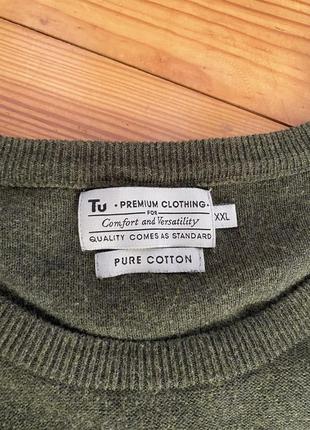 Tu • PREMIUM CLOTHING •
FOR
Comfort and Versatility
QUALITY COMES AS STANDARD
XXL
PURE COTTON